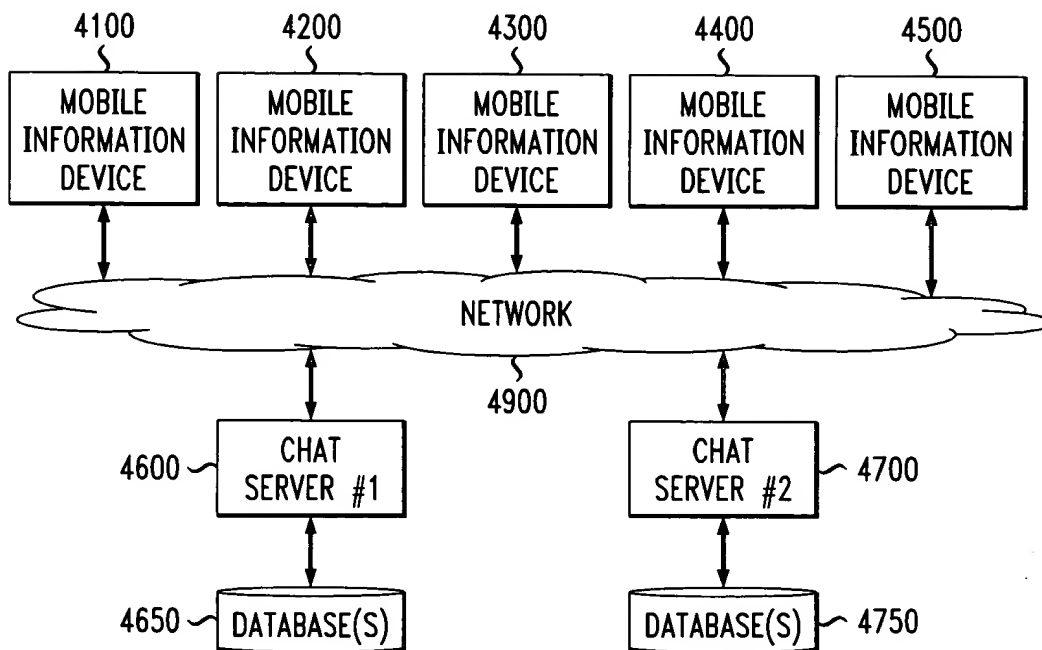 4100 4200 4300 4400 4500
MOBILE INFORMATION DEVICE
MOBILE INFORMATION DEVICE
MOBILE INFORMATION DEVICE
MOBILE INFORMATION DEVICE
MOBILE INFORMATION DEVICE
NETWORK
4900
4600
CHAT
SERVER #1
CHAT
SERVER #2
4700
4650
DATABASE(S)
DATABASE(S)
4750